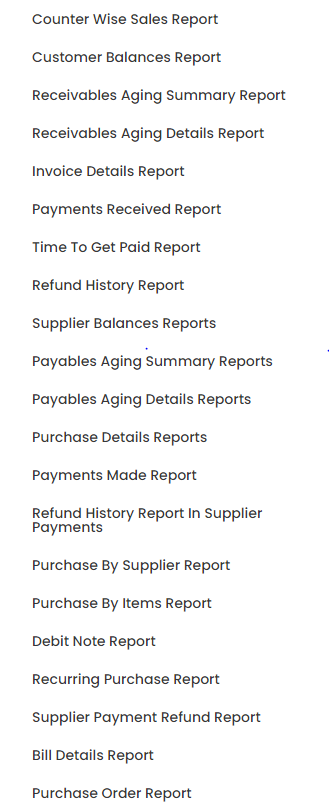 Counter Wise Sales Report
Customer Balances Report
Receivables Aging Summary Report
Receivables Aging Details Report
Invoice Details Report
Payments Received Report
Time To Get Paid Report
Refund History Report
Supplier Balances Reports
Payables Aging Summary Reports
Payables Aging Details Reports
Purchase Details Reports
Payments Made Report
Refund History Report In Supplier
Payments
Purchase By Supplier Report
Purchase By Items Report
Debit Note Report
Recurring Purchase Report
Supplier Payment Refund Report
Bill Details Report
Purchase Order Report